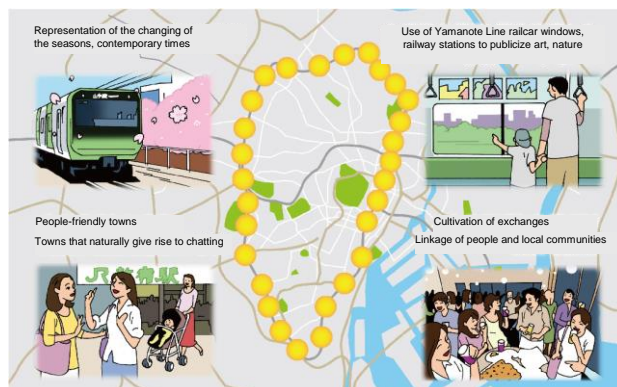 Representation of the changing of
the seasons, contemporary times
Use of Yamanote Line railcar windows,
railway stations to publicize art, nature
People-friendly towns
Towns that naturally give rise to chatting
Cultivation of exchanges
Linkage of people and local communities